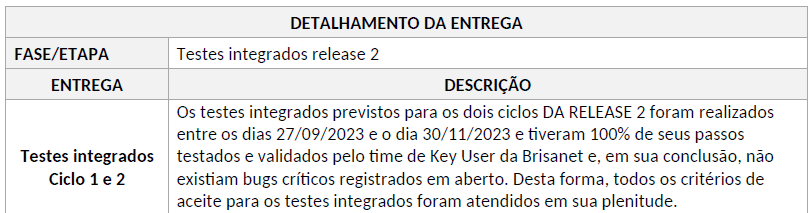 DETALHAMENTO DA ENTREGA
FASE/ETAPA Testes integrados release 2
ENTREGA DESCRIÇÃO
Testes integrados
Ciclo 1 e 2
Os testes integrados previstos para os dois ciclos DA RELEASE 2 foram realizados
entre os dias 27/09/2023 e o dia 30/11/2023 e tiveram 100% de seus passos
testados e validados pelo time de Key User da Brisanet e, em sua conclusão, não
existiam bugs críticos registrados em aberto. Desta forma, todos os critérios de
aceite para os testes integrados foram atendidos em sua plenitude.